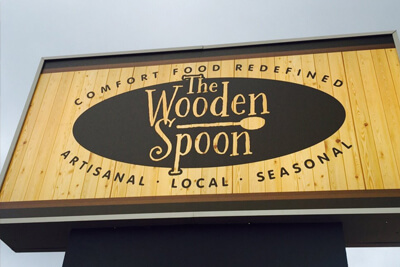 COMFORT FOOD REDEFINED
The
Wooden
Spoon
ARTISANAL · LOCAL · SEASONAL